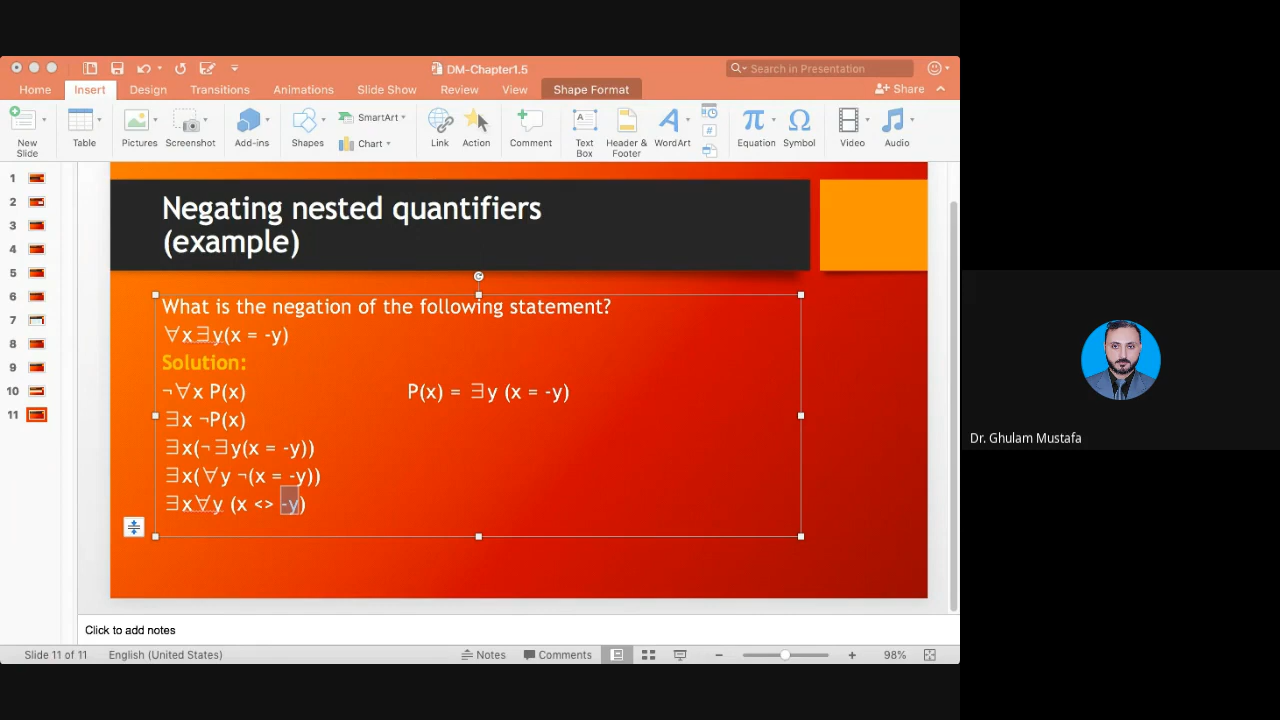 DM-Chapter1.5
Search in Presentation
Home Insert Design Transitions Animations Slide Show Review View Shape Format
Share
New Slide
Table
Pictures
Screenshot
Add-ins
Shapes
SmartArt
Chart
Link
Action
Comment
Text Box
Header & Footer
WordArt
#
Equation
Symbol
Video
Audio
1
2
3
4
5
6
7
8
9
10
11
Negating nested quantifiers
(example)
What is the negation of the following statement?
∀x∃y(x = -y)
Solution:
¬∀x P(x) P(x) = ∃y (x = -y)
∃x ¬P(x)
∃x(¬∃y(x = -y))
∃x(∀y ¬(x = -y))
∃x∀y (x <> -y)
Click to add notes
Slide 11 of 11 English (United States) Notes Comments 98%
Dr. Ghulam Mustafa